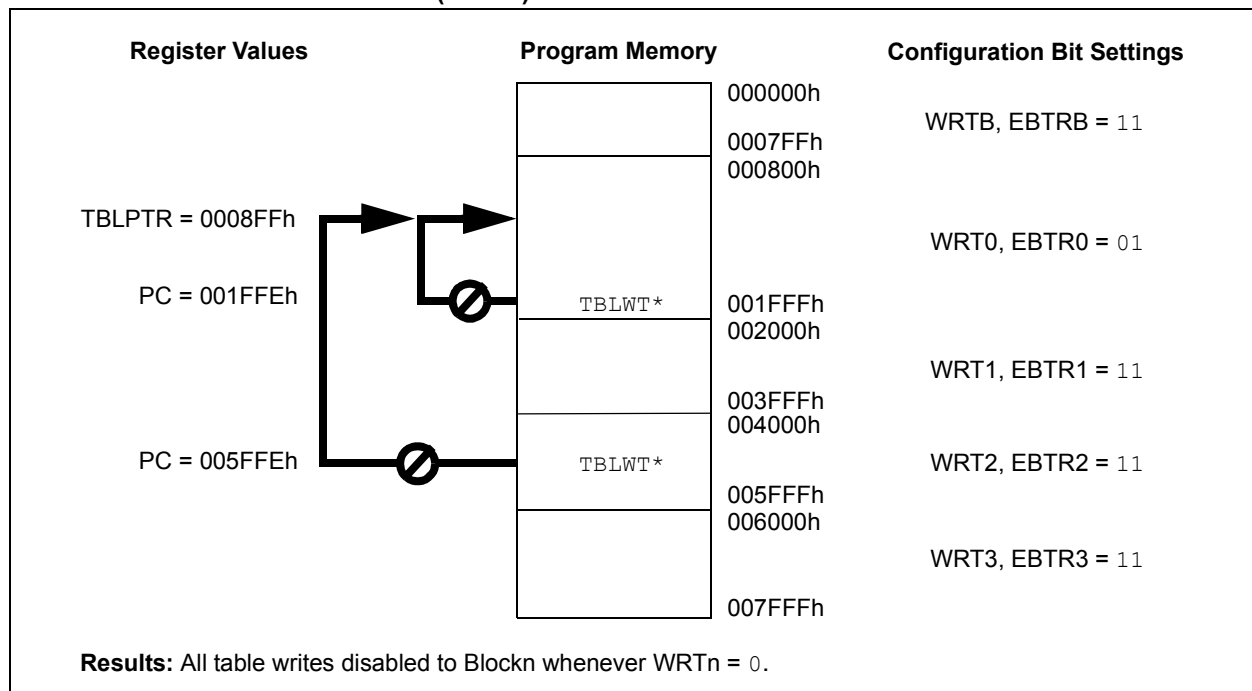 Register Values Program Memory Configuration Bit Settings
000000h
WRTB, EBTRB = 11
0007FFh
000800h
TBLPTR = 0008FFh
WRT0, EBTR0 = 01
PC = 001FFEh TBLWT* 001FFFh
002000h
WRT1, EBTR1 = 11
003FFFh
004000h
PC = 005FFEh TBLWT* WRT2, EBTR2 = 11
005FFFh
006000h
WRT3, EBTR3 = 11
007FFFh
Results: All table writes disabled to Blockn whenever WRTn = 0.